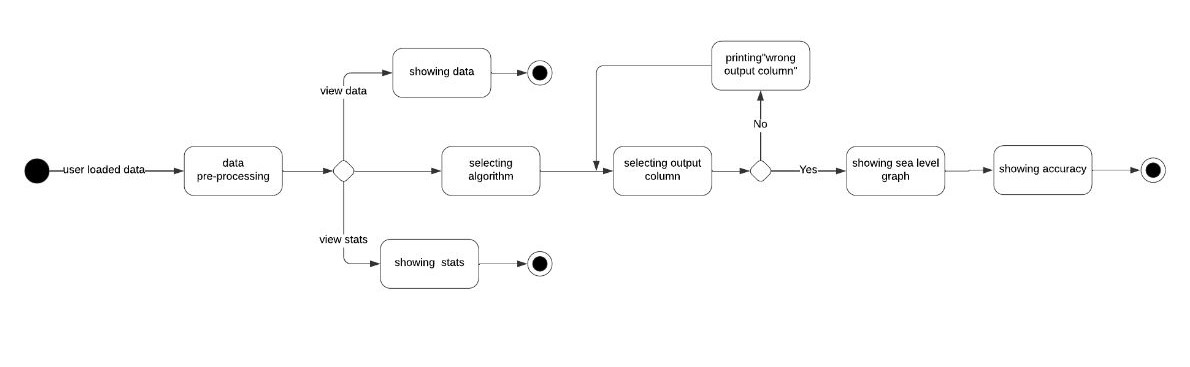 printing"wrong
output column"
showing data
view data
No
user loaded data
data
pre-processing
selecting
algorithm
selecting output
column
Yes
showing sea level
graph
showing accuracy
view stats
showing  stats